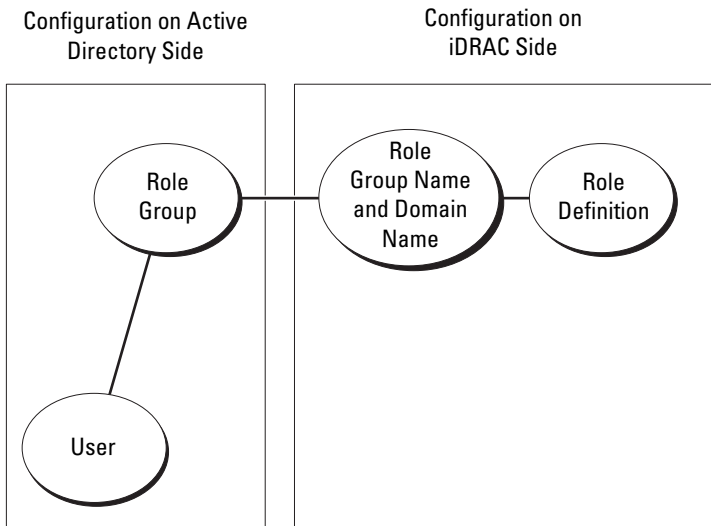 Configuration on Active
Directory Side
Configuration on
iDRAC Side
Role
Group
Role
Group Name
and Domain
Name
Role
Definition
User